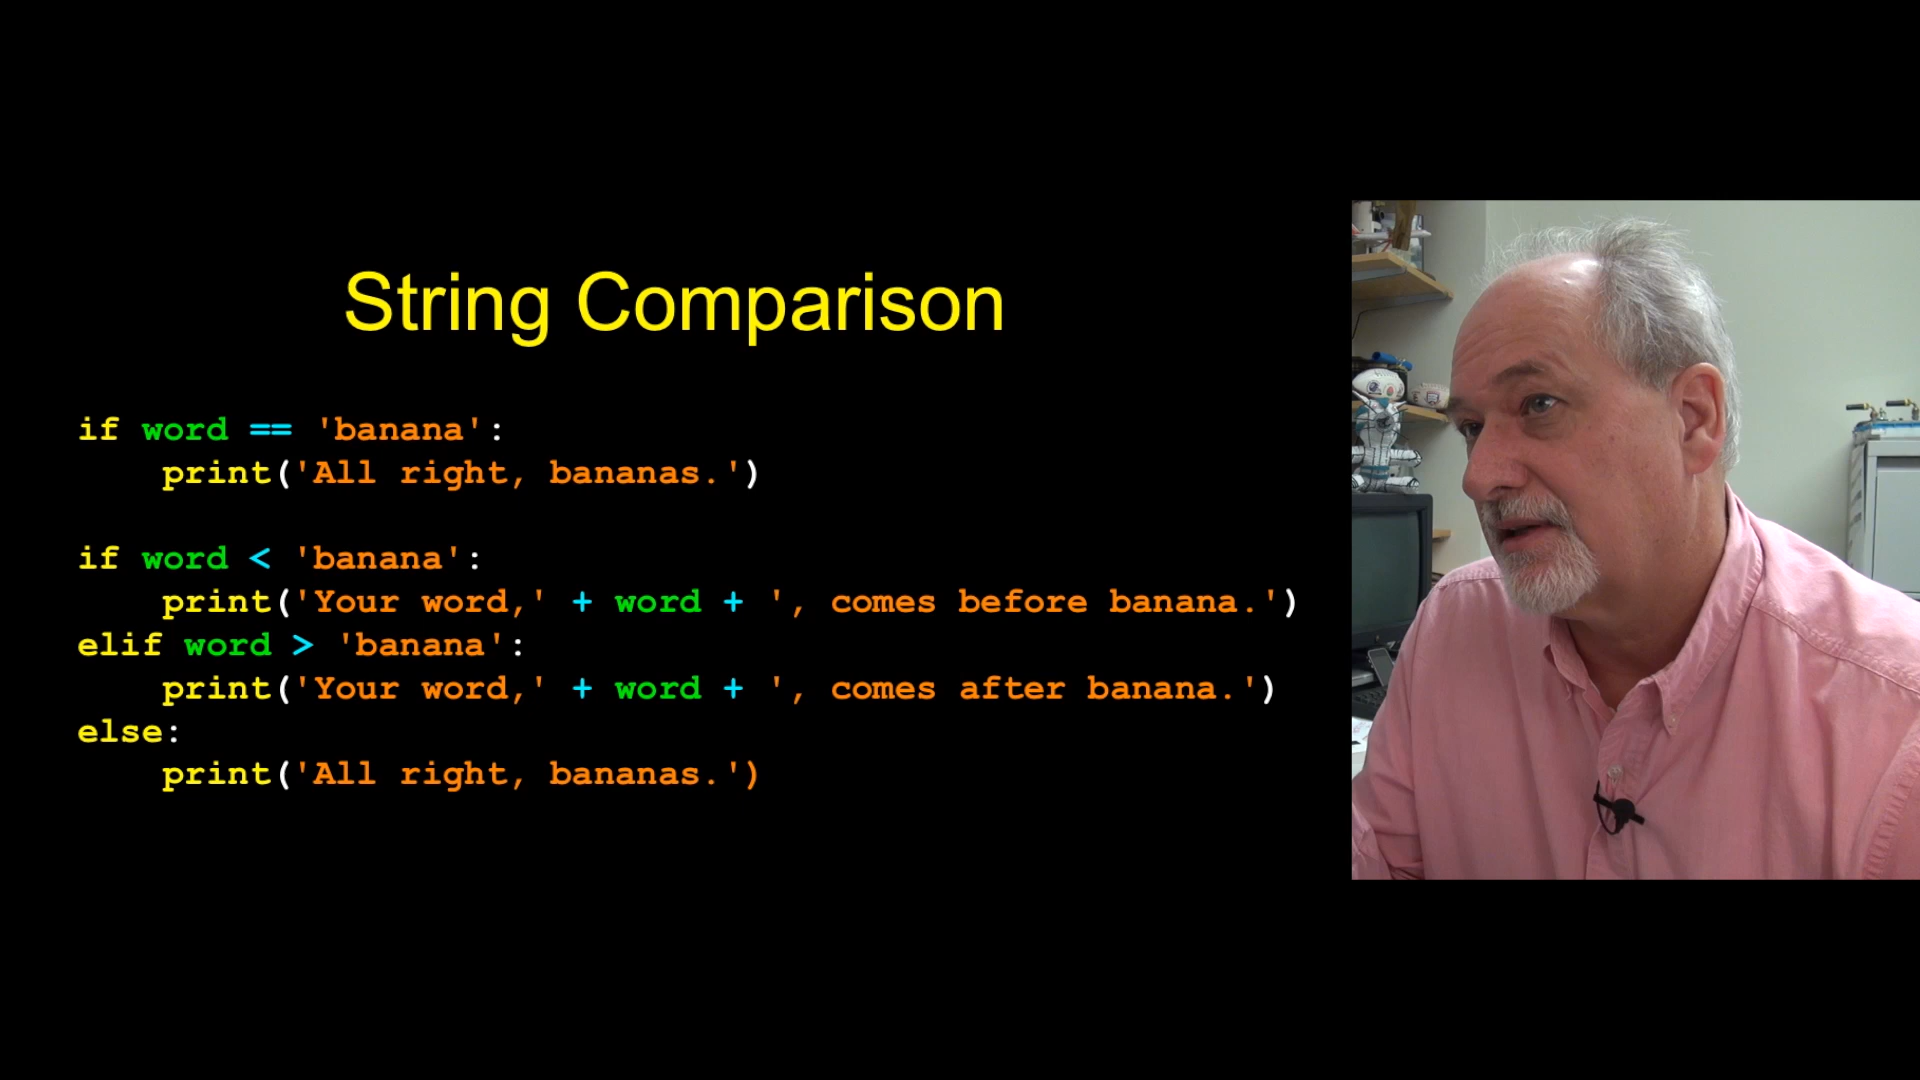 String Comparison
if word == 'banana':
    print('All right, bananas.')
if word < 'banana':
    print('Your word,' + word + ', comes before banana.')
elif word > 'banana':
    print('Your word,' + word + ', comes after banana.')
else:
    print('All right, bananas.')